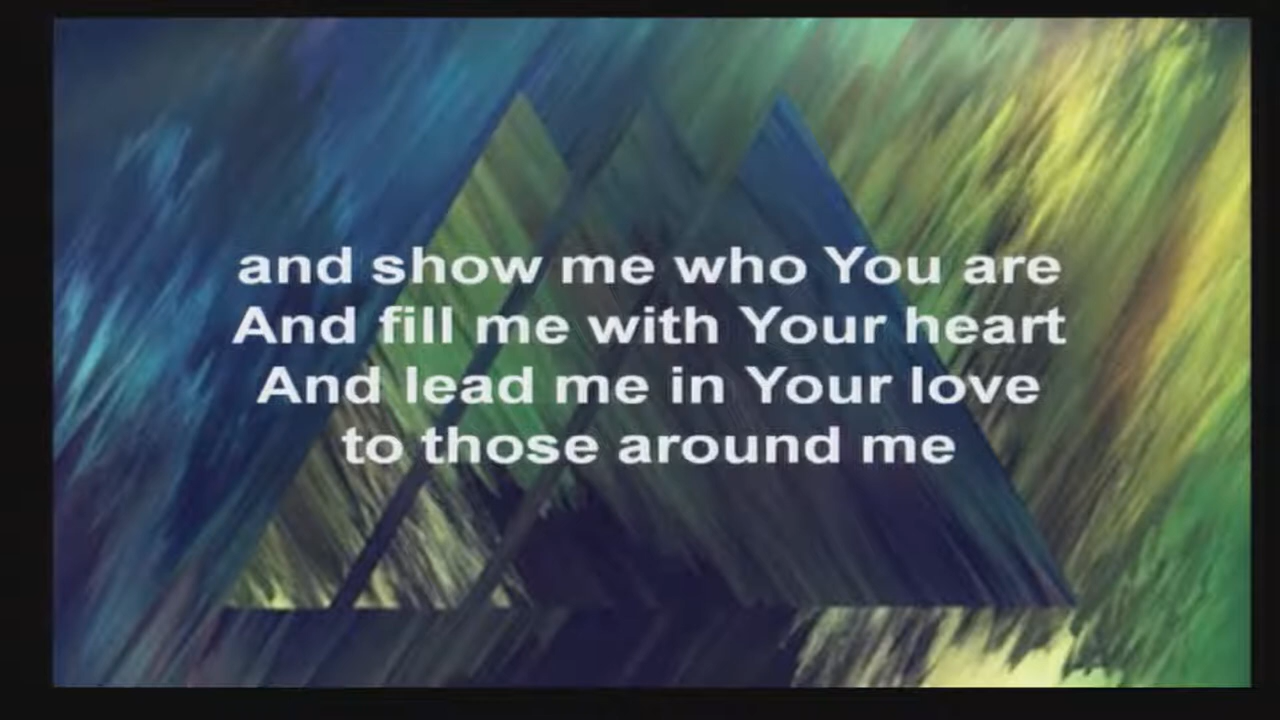 and show me who You are
And fill me with Your heart
And lead me in Your love
to those around me